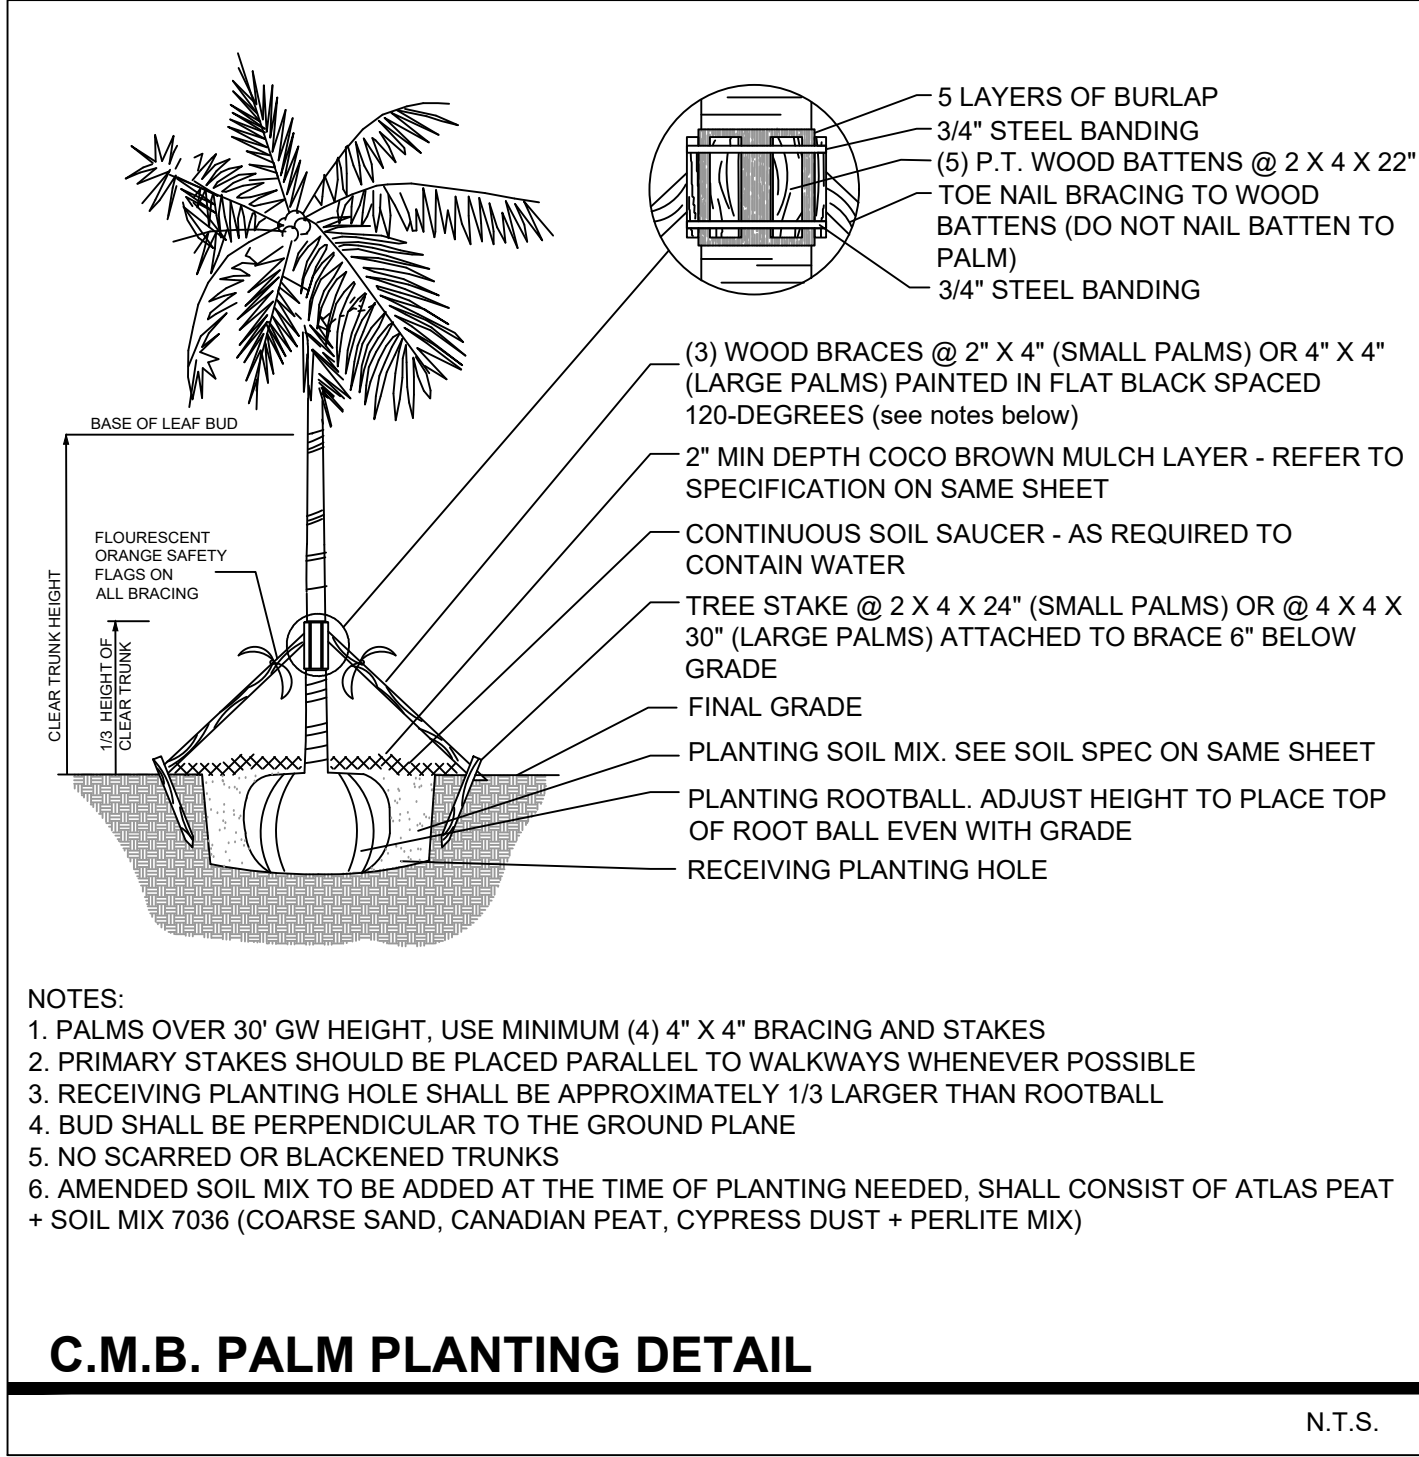 5 LAYERS OF BURLAP
3/4" STEEL BANDING
(5) P.T. WOOD BATTENS @ 2 X 4 X 22"
TOE NAIL BRACING TO WOOD
BATTENS (DO NOT NAIL BATTEN TO
PALM)
3/4" STEEL BANDING
(3) WOOD BRACES @ 2" X 4" (SMALL PALMS) OR 4" X 4"
(LARGE PALMS) PAINTED IN FLAT BLACK SPACED
120-DEGREES (see notes below)
2" MIN DEPTH COCO BROWN MULCH LAYER - REFER TO
SPECIFICATION ON SAME SHEET
CONTINUOUS SOIL SAUCER - AS REQUIRED TO
CONTAIN WATER
TREE STAKE @ 2 X 4 X 24" (SMALL PALMS) OR @ 4 X 4 X
30" (LARGE PALMS) ATTACHED TO BRACE 6" BELOW
GRADE
FINAL GRADE
PLANTING SOIL MIX. SEE SOIL SPEC ON SAME SHEET
PLANTING ROOTBALL. ADJUST HEIGHT TO PLACE TOP
OF ROOT BALL EVEN WITH GRADE
RECEIVING PLANTING HOLE
BASE OF LEAF BUD
FLOURESCENT
ORANGE SAFETY
FLAGS ON
ALL BRACING
CLEAR TRUNK HEIGHT
1/3 HEIGHT OF
CLEAR TRUNK
NOTES:
1. PALMS OVER 30' GW HEIGHT, USE MINIMUM (4) 4" X 4" BRACING AND STAKES
2. PRIMARY STAKES SHOULD BE PLACED PARALLEL TO WALKWAYS WHENEVER POSSIBLE
3. RECEIVING PLANTING HOLE SHALL BE APPROXIMATELY 1/3 LARGER THAN ROOTBALL
4. BUD SHALL BE PERPENDICULAR TO THE GROUND PLANE
5. NO SCARRED OR BLACKENED TRUNKS
6. AMENDED SOIL MIX TO BE ADDED AT THE TIME OF PLANTING NEEDED, SHALL CONSIST OF ATLAS PEAT
+ SOIL MIX 7036 (COARSE SAND, CANADIAN PEAT, CYPRESS DUST + PERLITE MIX)
C.M.B. PALM PLANTING DETAIL
N.T.S.